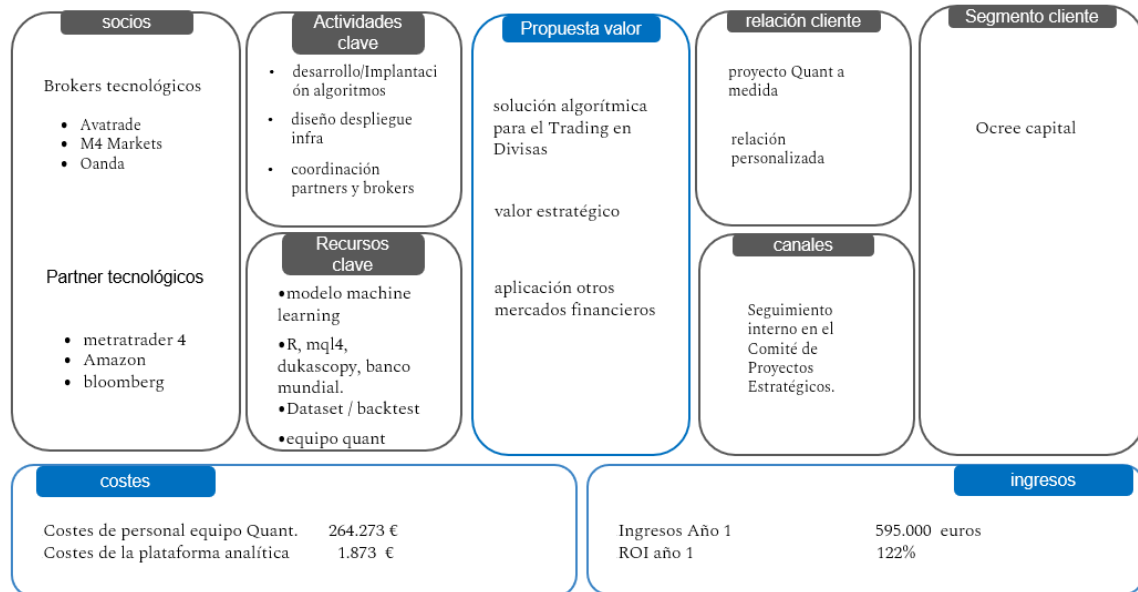 socios
Brokers tecnológicos
• Avatrade
• M4 Markets
• Oanda
Partner tecnológicos
• metratrader 4
• Amazon
• bloomberg
Actividades
clave
• desarrollo/Implantaci
ón algoritmos
• diseño despliegue
infra
• coordinación
partners y brokers
Recursos
clave
•modelo machine
learning
•R, mql4,
dukascopy, banco
mundial.
•Dataset / backtest
•equipo quant
Propuesta valor
solución algorítmica
para el Trading en
Divisas
valor estratégico
aplicación otros
mercados financieros
relación cliente
proyecto Quant a
medida
relación
personalizada
canales
Seguimiento
interno en el
Comité de
Proyectos
Estratégicos.
Segmento cliente
Ocree capital
costes
Costes de personal equipo Quant. 264.273 €
Costes de la plataforma analítica 1.873 €
ingresos
Ingresos Año 1 595.000 euros
ROI año 1 122%